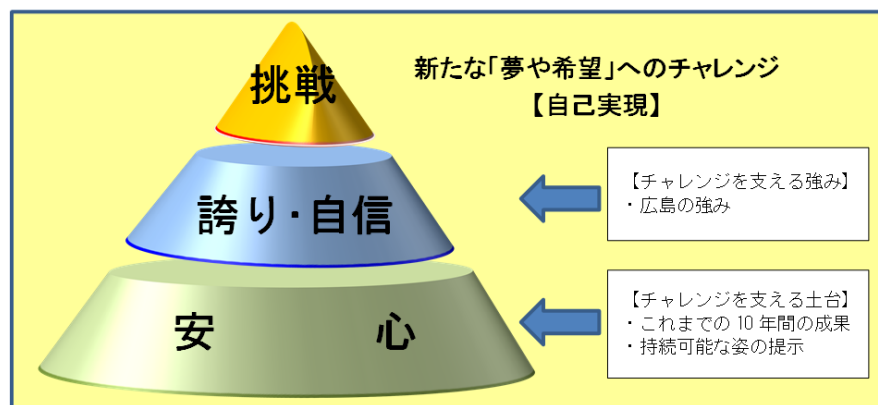 挑戦
新たな「夢や希望」へのチャレンジ
【自己実現】
誇り・自信
【チャレンジを支える強み】
・広島の強み
安 心
【チャレンジを支える土台】
・これまでの 10 年間の成果
・持続可能な姿の提示